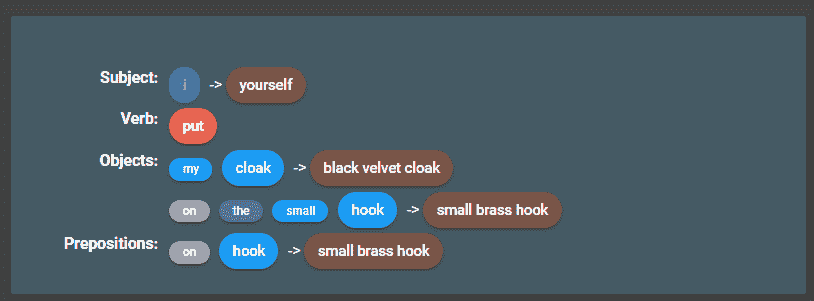 Subject: i -> yourself
Verb: put
Objects: my cloak -> black velvet cloak
on the small hook -> small brass hook
Prepositions: on hook -> small brass hook